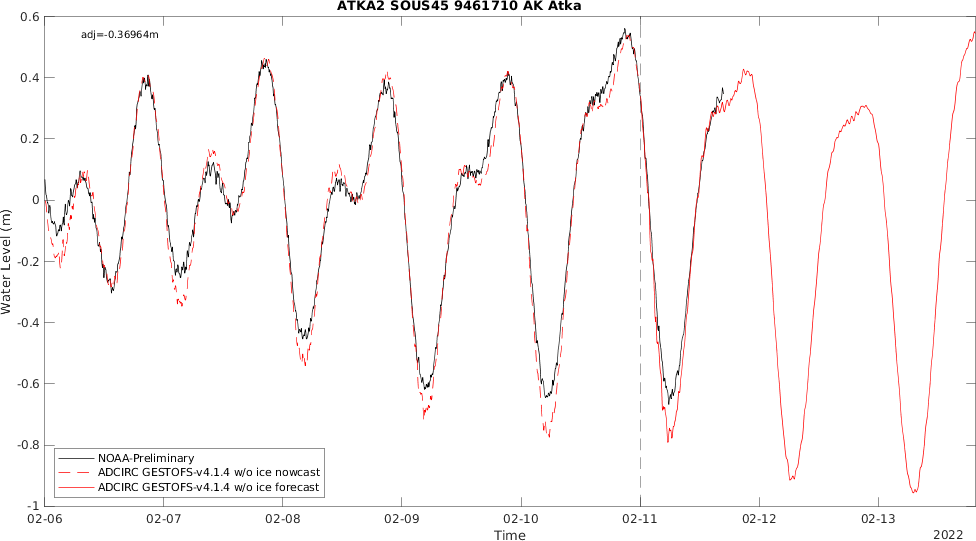 ATKA2 SOUS45 9461710 AK Atka
adj=-0.36964m
0.6
0.4
0.2
0
-0.2
-0.4
-0.6
-0.8
-1
Water Level (m)
NOAA-Preliminary
ADCIRC GESTOFS-v4.1.4 w/o ice nowcast
ADCIRC GESTOFS-v4.1.4 w/o ice forecast
02-06 02-07 02-08 02-09 02-10 02-11 02-12 02-13
Time
2022